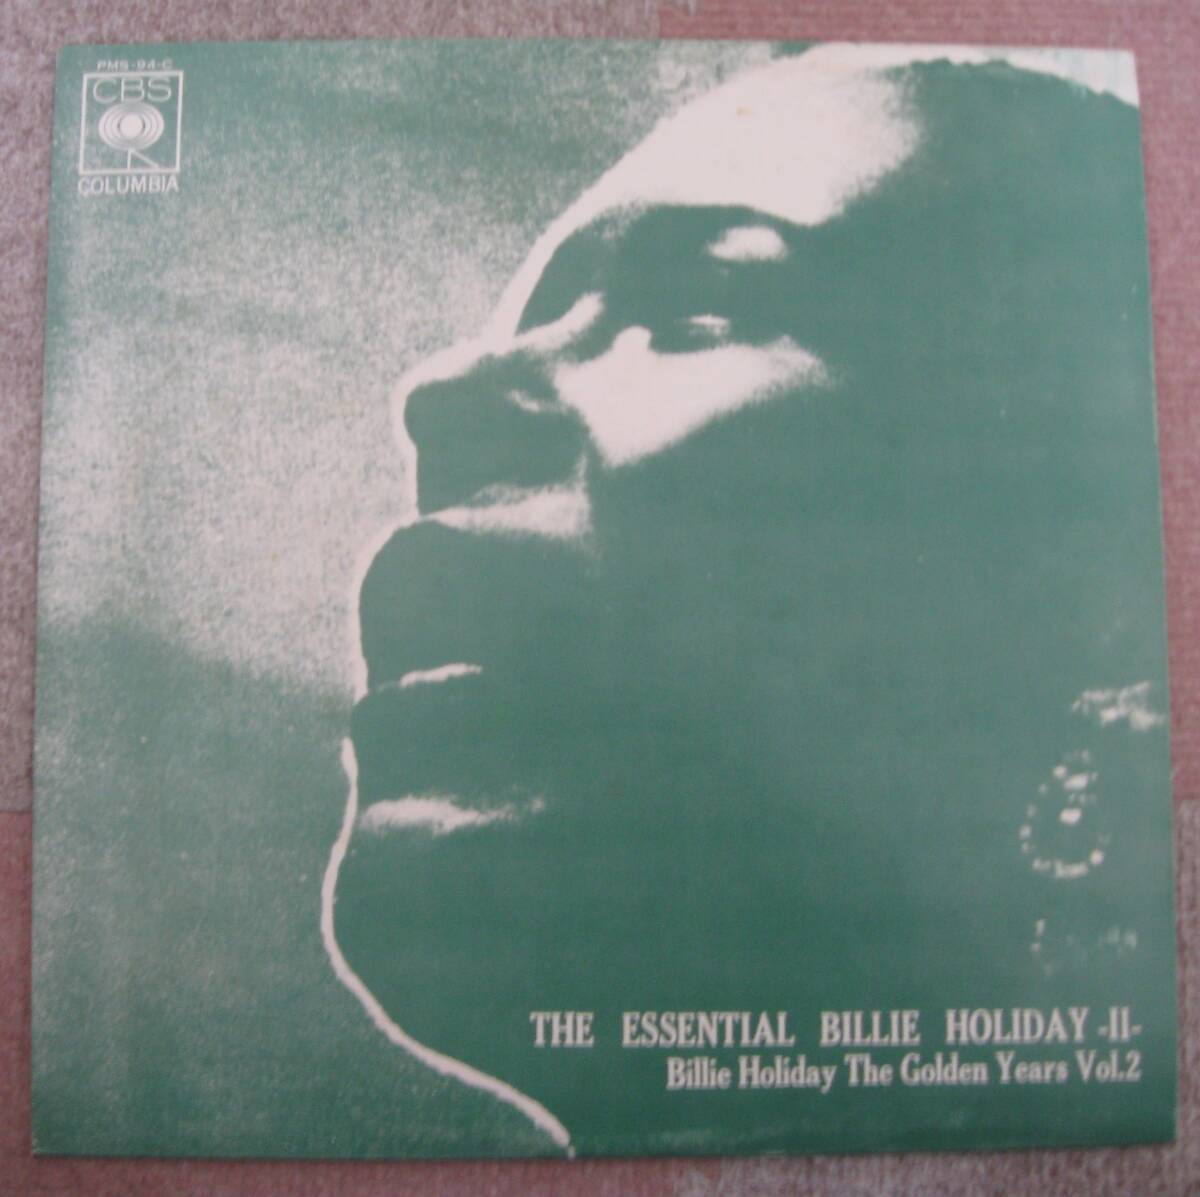 PMS-94-C
CBS
COLUMBIA
THE ESSENTIAL BILLIE HOLIDAY -II-
Billie Holiday The Golden Years Vol.2